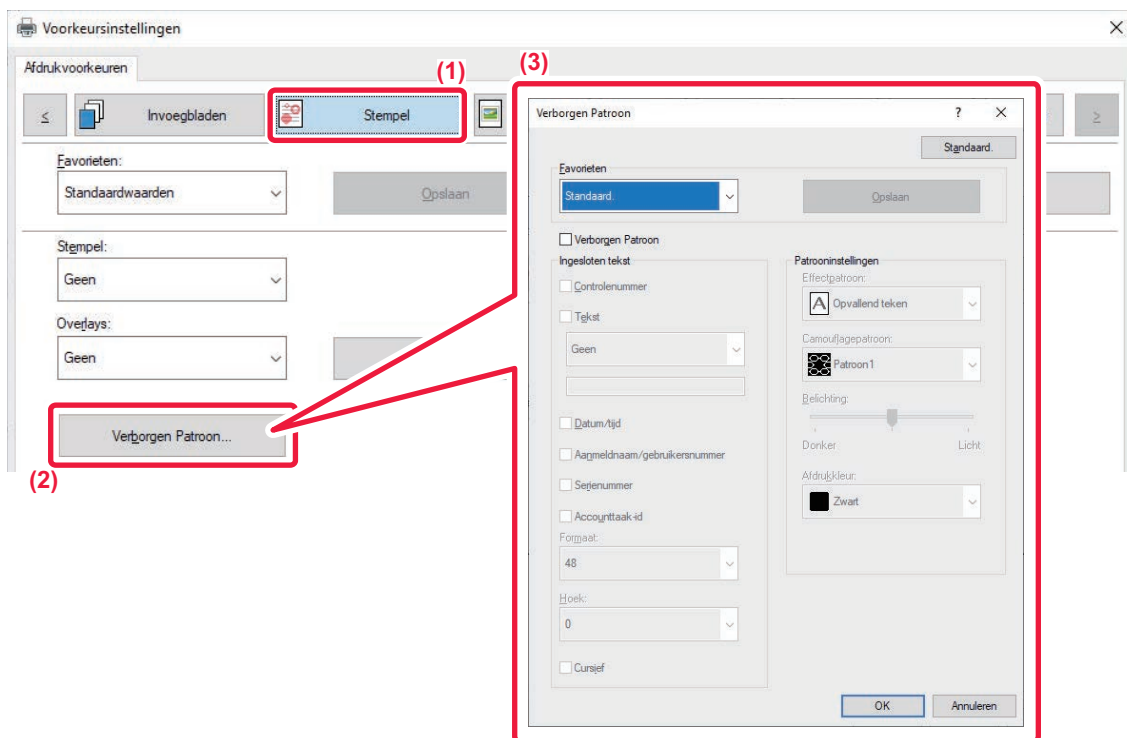 Voorkeursinstellingen
Afdrukvoorkeuren
(1)
Invoegbladen
Stempel
Favorieten:
Standaardwaarden
Opslaan
Stempel:
Geen
Overlays:
Geen
Verborgen Patroon...
(2)
(3)
Verborgen Patroon
Standaard.
Favorieten
Standaard.
Opslaan
Verborgen Patroon
Ingesloten tekst
Controlenummer
Tekst
Geen
Datum/tijd
Aanmeldnaam/gebruikersnummer
Serienummer
Accounttaak-id
Formaat:
48
Hoek:
0
Cursief
Patrooninstellingen
Effectpatroon:
A Opvallend teken
Camouflagepatroon:
Patroon1
Belichting:
Donker Licht
Afdrukkleur:
Zwart
OK Annuleren